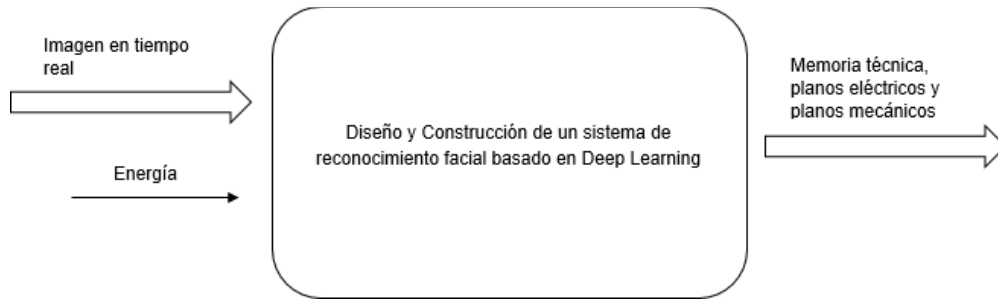 Imagen en tiempo
real
Energía
Diseño y Construcción de un sistema de
reconocimiento facial basado en Deep Learning
Memoria técnica,
planos eléctricos y
planos mecánicos